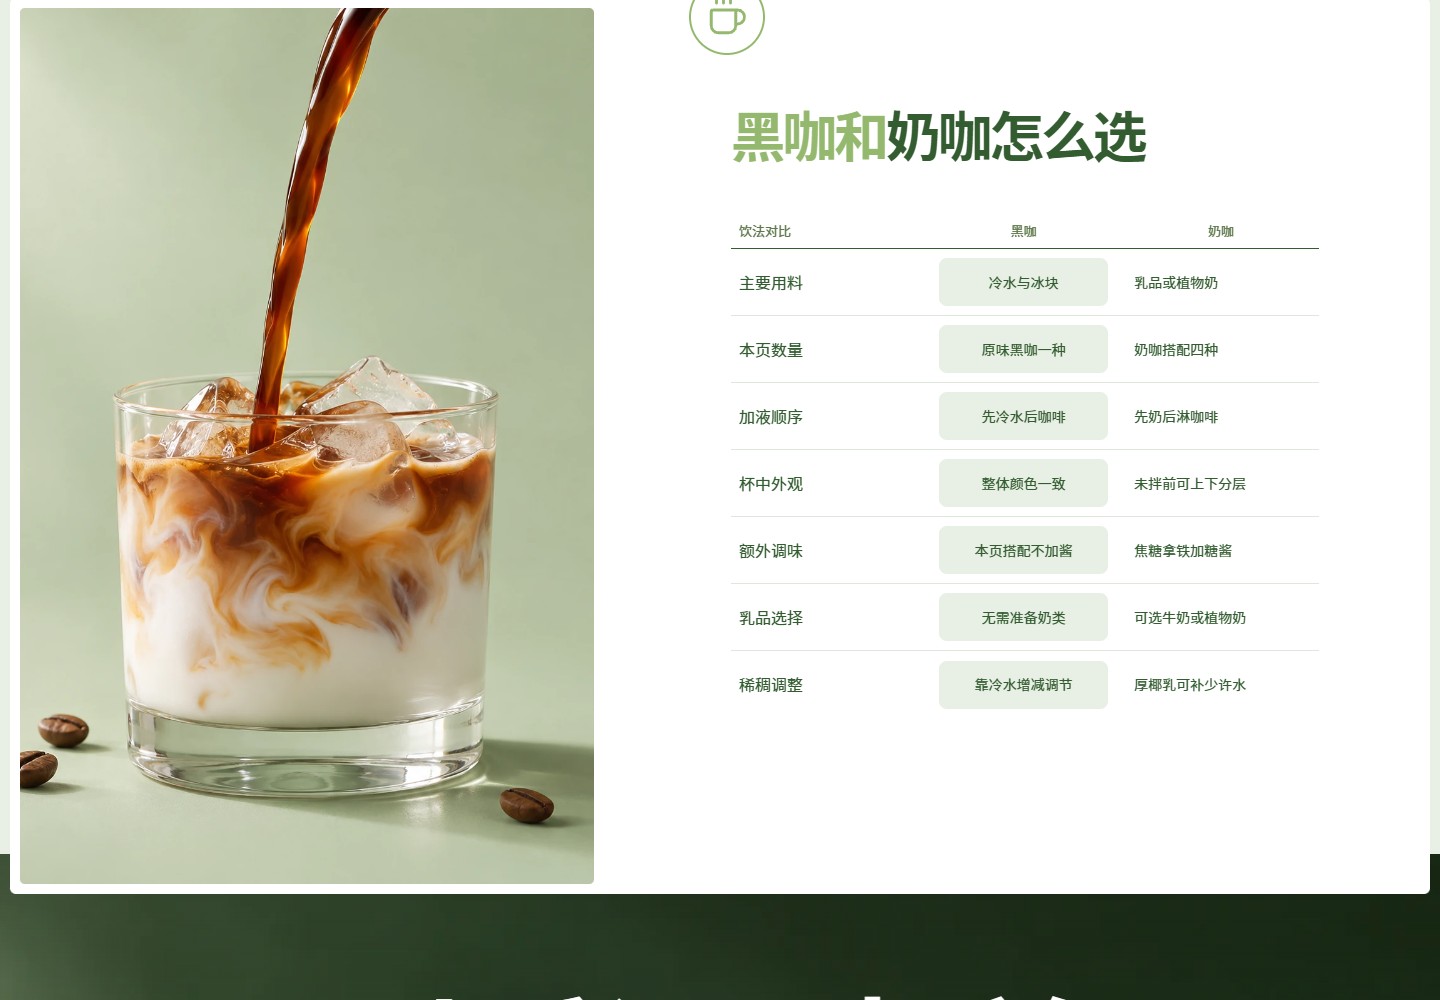 黑咖和奶咖怎么选
饮法对比 黑咖 奶咖
主要用料 冷水与冰块 乳品或植物奶
本页数量 原味黑咖一种 奶咖搭配四种
加液顺序 先冷水后咖啡 先奶后淋咖啡
杯中外观 整体颜色一致 未拌前可上下分层
额外调味 本页搭配不加酱 焦糖拿铁加糖酱
乳品选择 无需准备奶类 可选牛奶或植物奶
稀稠调整 靠冷水增减调节 厚椰乳可补少许水